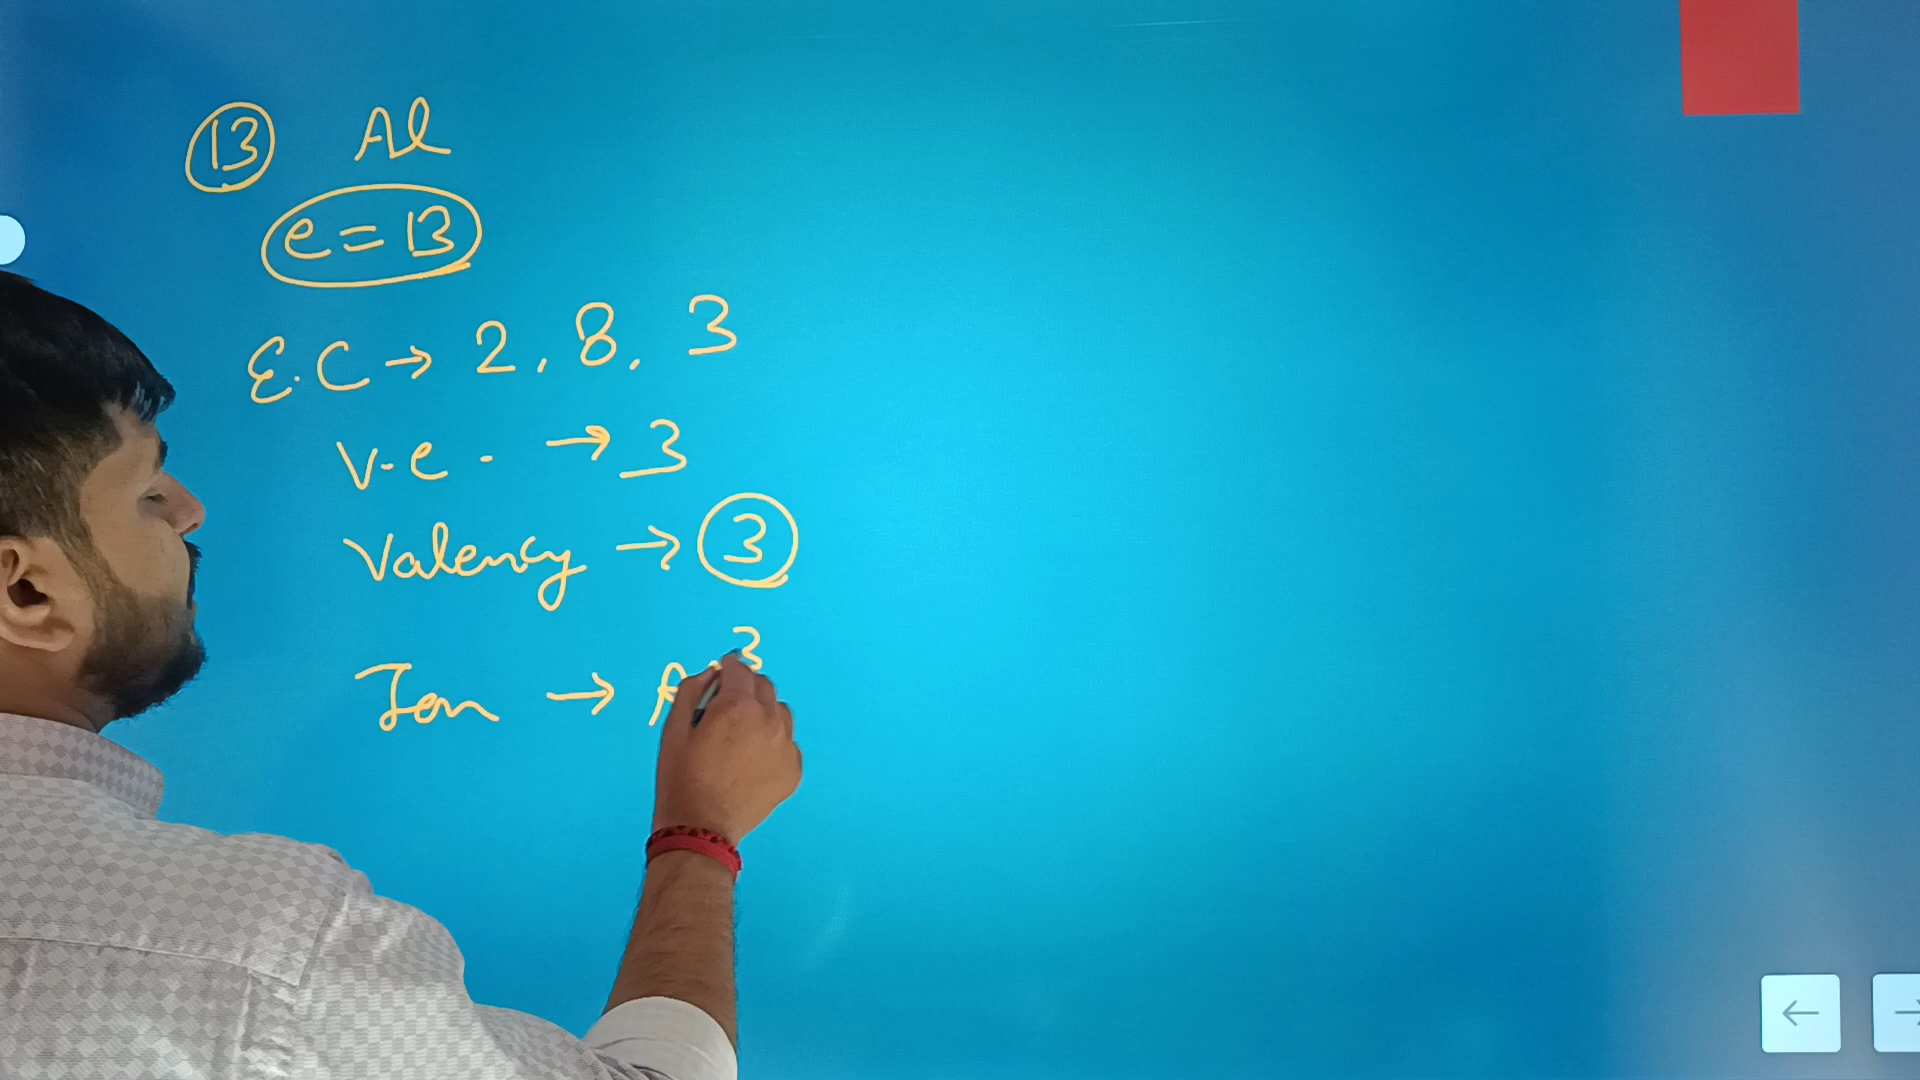 13 Al
e = 13
E.C → 2, 8, 3
V.e. → 3
Valency → 3
Ion → A 3